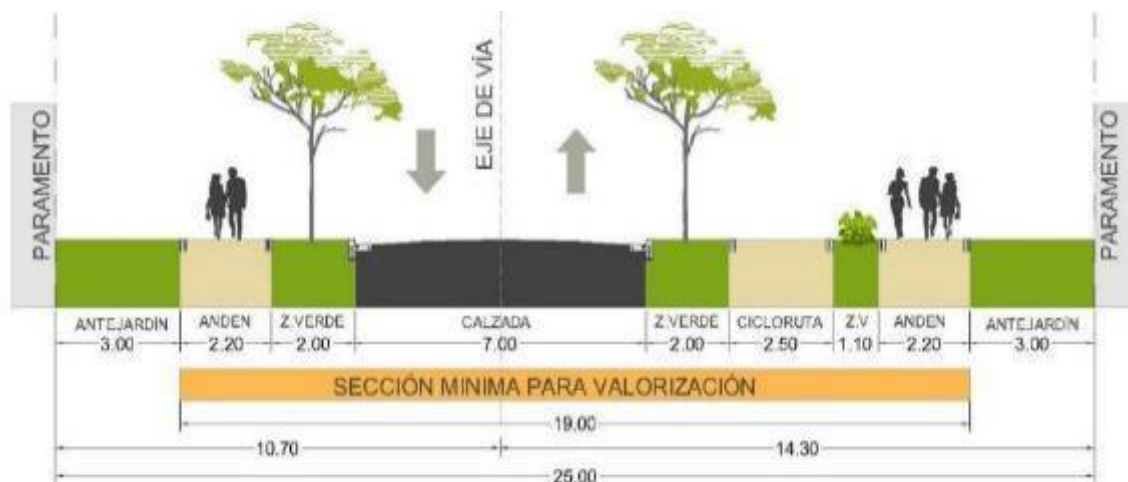 PARAMENTO
EJE DE VÍA
PARAMENTO
ANTEJARDÍN ANDEN Z.VERDE CALZADA Z.VERDE CICLORUTA Z.V ANDEN ANTEJARDÍN
3.00 2.20 2.00 7.00 2.00 2.50 1.10 2.20 3.00
SECCIÓN MINIMA PARA VALORIZACIÓN
19.00
10.70 14.30
25.00